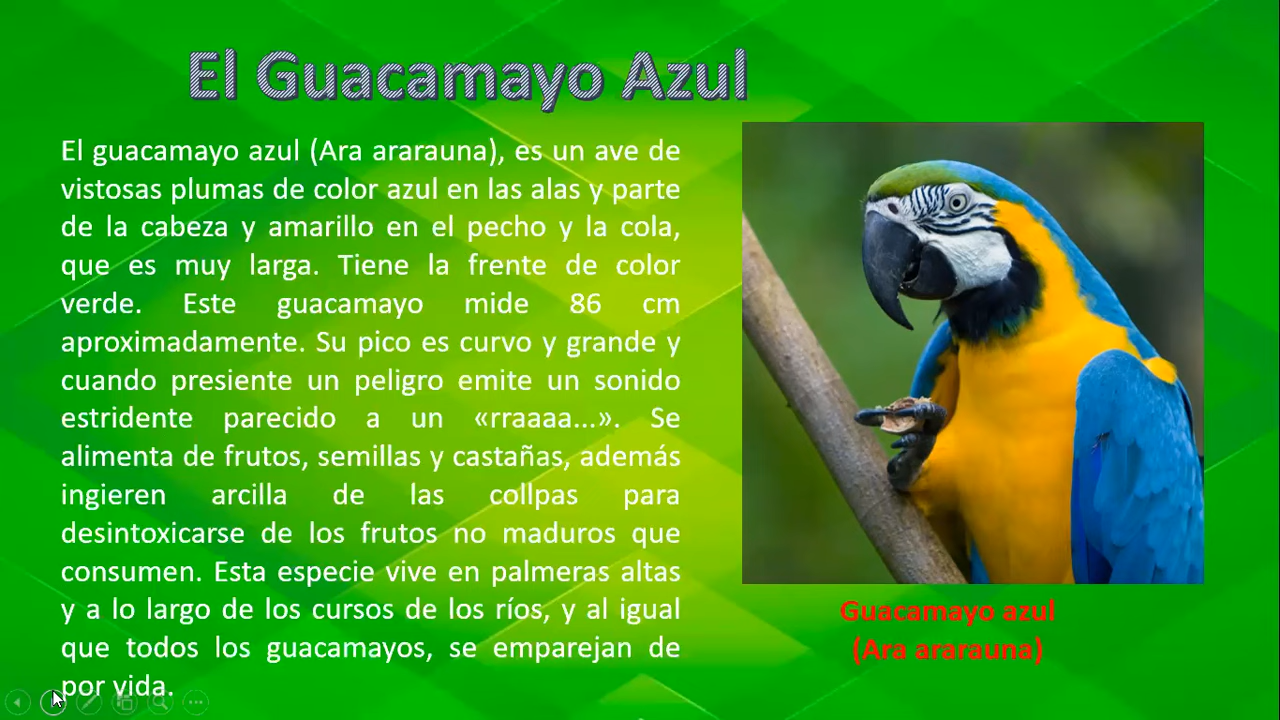 El Guacamayo Azul
El guacamayo azul (Ara ararauna), es un ave de
vistosas plumas de color azul en las alas y parte
de la cabeza y amarillo en el pecho y la cola,
que es muy larga. Tiene la frente de color
verde. Este guacamayo mide 86 cm
aproximadamente. Su pico es curvo y grande y
cuando presiente un peligro emite un sonido
estridente parecido a un «rraaaa...». Se
alimenta de frutos, semillas y castañas, además
ingieren arcilla de las collpas para
desintoxicarse de los frutos no maduros que
consumen. Esta especie vive en palmeras altas
y a lo largo de los cursos de los ríos, y al igual
que todos los guacamayos, se emparejan de
por vida.
Guacamayo azul
(Ara ararauna)